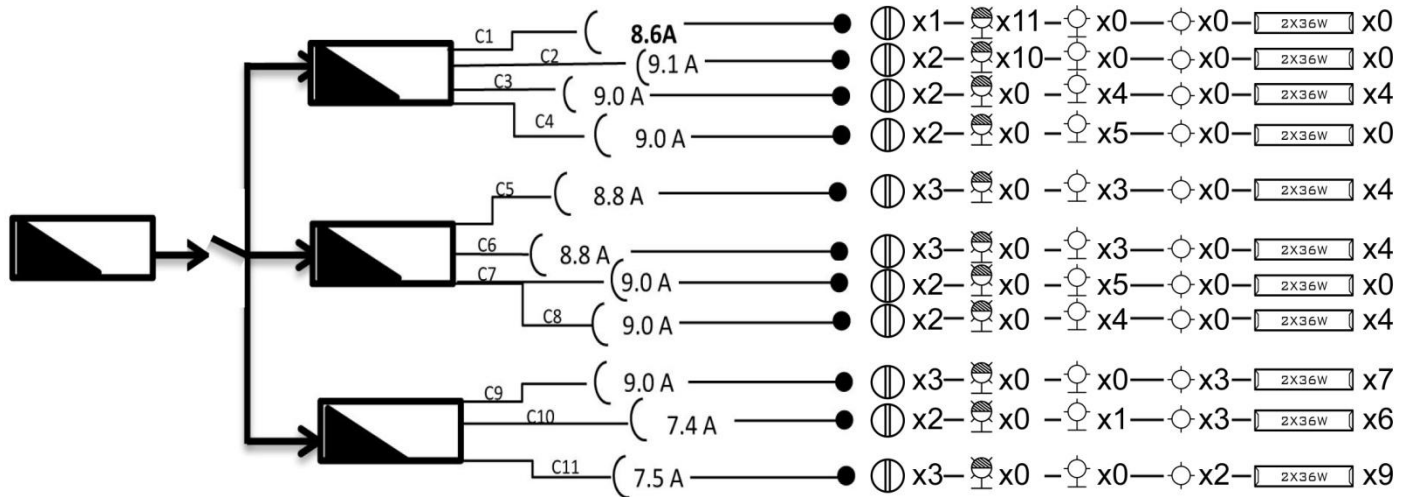 C1 8.6A x1 x11 x0 x0 2X36W x0
C2 9.1 A x2 x10 x0 x0 2X36W x0
C3 9.0 A x2 x0 x4 x0 2X36W x4
C4 9.0 A x2 x0 x5 x0 2X36W x0
C5 8.8 A x3 x0 x3 x0 2X36W x4
C6 8.8 A x3 x0 x3 x0 2X36W x4
C7 9.0 A x2 x0 x5 x0 2X36W x0
C8 9.0 A x2 x0 x4 x0 2X36W x4
C9 9.0 A x3 x0 x0 x3 2X36W x7
C10 7.4 A x2 x0 x1 x3 2X36W x6
C11 7.5 A x3 x0 x0 x2 2X36W x9